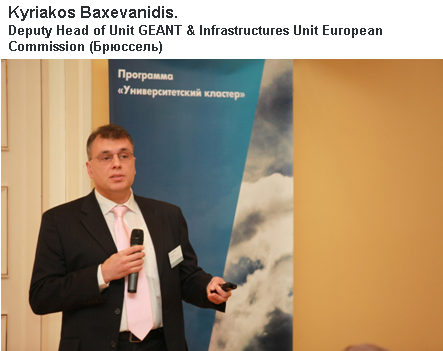 Kyriakos Baxevanidis.
Deputy Head of Unit GEANT & Infrastructures Unit European
Commission (Брюссель)
Программа
«Университетский кластер»